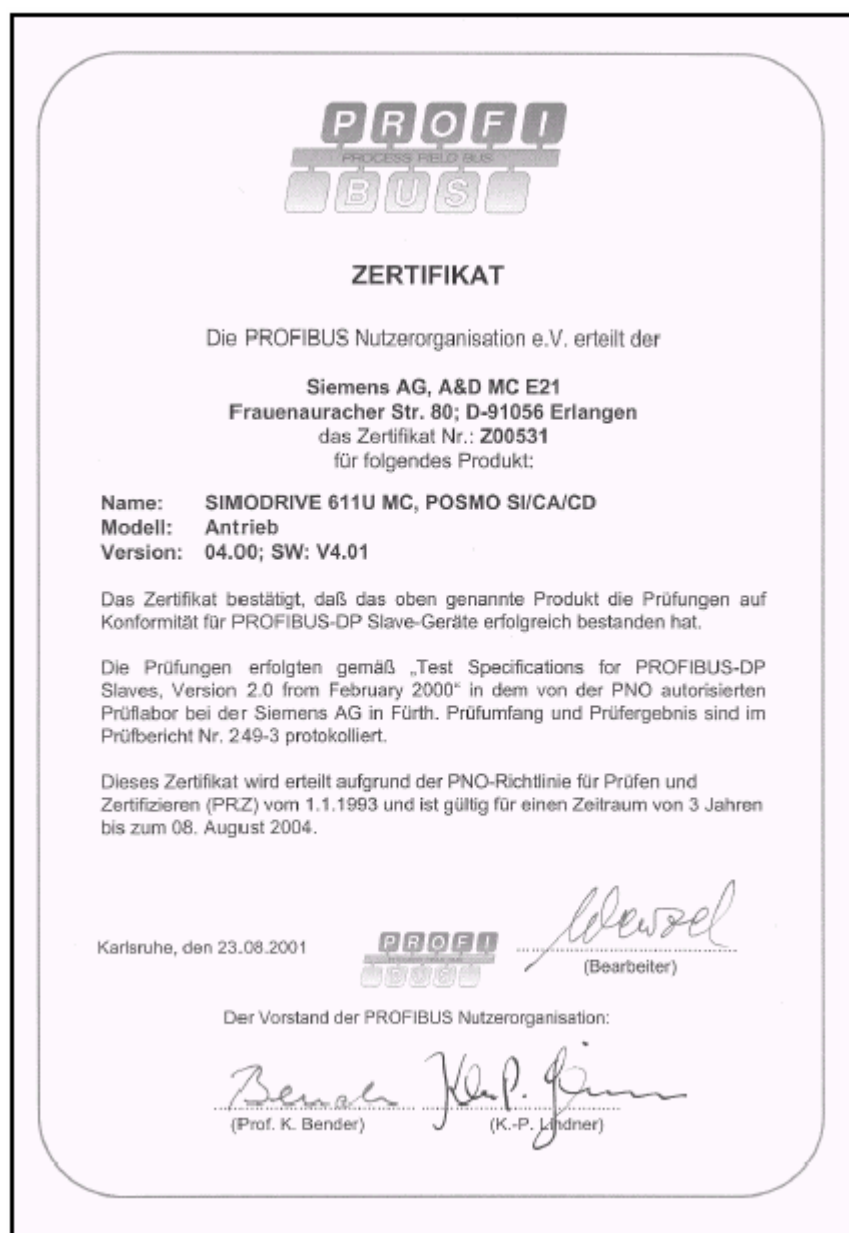 PROFI
PROCESS FIELD BUS
BUS
ZERTIFIKAT
Die PROFIBUS Nutzerorganisation e.V. erteilt der
Siemens AG, A&D MC E21
Frauenauracher Str. 80; D-91056 Erlangen
das Zertifikat Nr.: Z00531
für folgendes Produkt:
Name: SIMODRIVE 611U MC, POSMO SI/CA/CD
Modell: Antrieb
Version: 04.00; SW: V4.01
Das Zertifikat bestätigt, daß das oben genannte Produkt die Prüfungen auf
Konformität für PROFIBUS-DP Slave-Geräte erfolgreich bestanden hat.
Die Prüfungen erfolgten gemäß „Test Specifications for PROFIBUS-DP
Slaves, Version 2.0 from February 2000“ in dem von der PNO autorisierten
Prüflabor bei der Siemens AG in Fürth. Prüfumfang und Prüfergebnis sind im
Prüfbericht Nr. 249-3 protokolliert.
Dieses Zertifikat wird erteilt aufgrund der PNO-Richtlinie für Prüfen und
Zertifizieren (PRZ) vom 1.1.1993 und ist gültig für einen Zeitraum von 3 Jahren
bis zum 08. August 2004.
Karlsruhe, den 23.08.2001
PROFI
BUS
(Bearbeiter)
Der Vorstand der PROFIBUS Nutzerorganisation:
(Prof. K. Bender) (K.-P. Lindner)